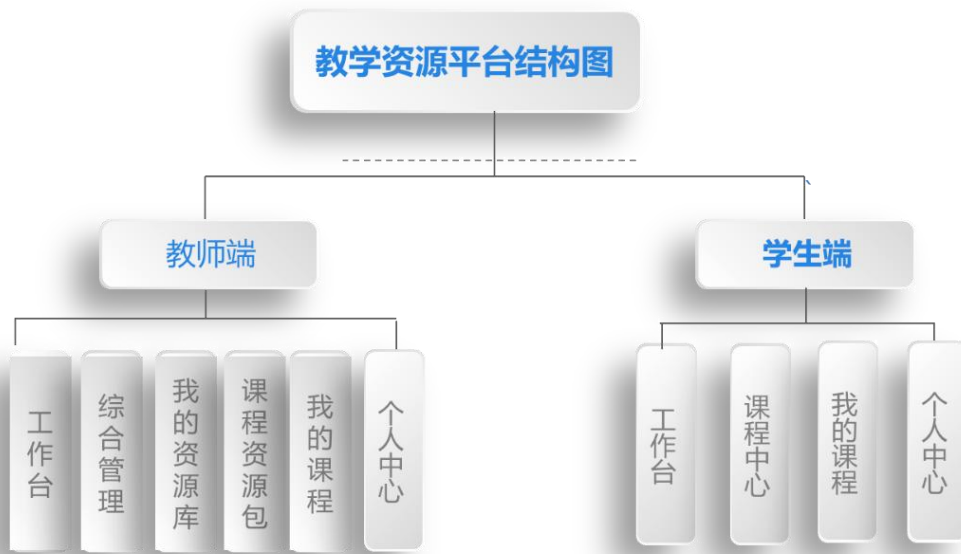 教学资源平台结构图
教师端
学生端
工作台
综合管理
我的资源库
课程资源包
我的课程
个人中心
工作台
课程中心
我的课程
个人中心